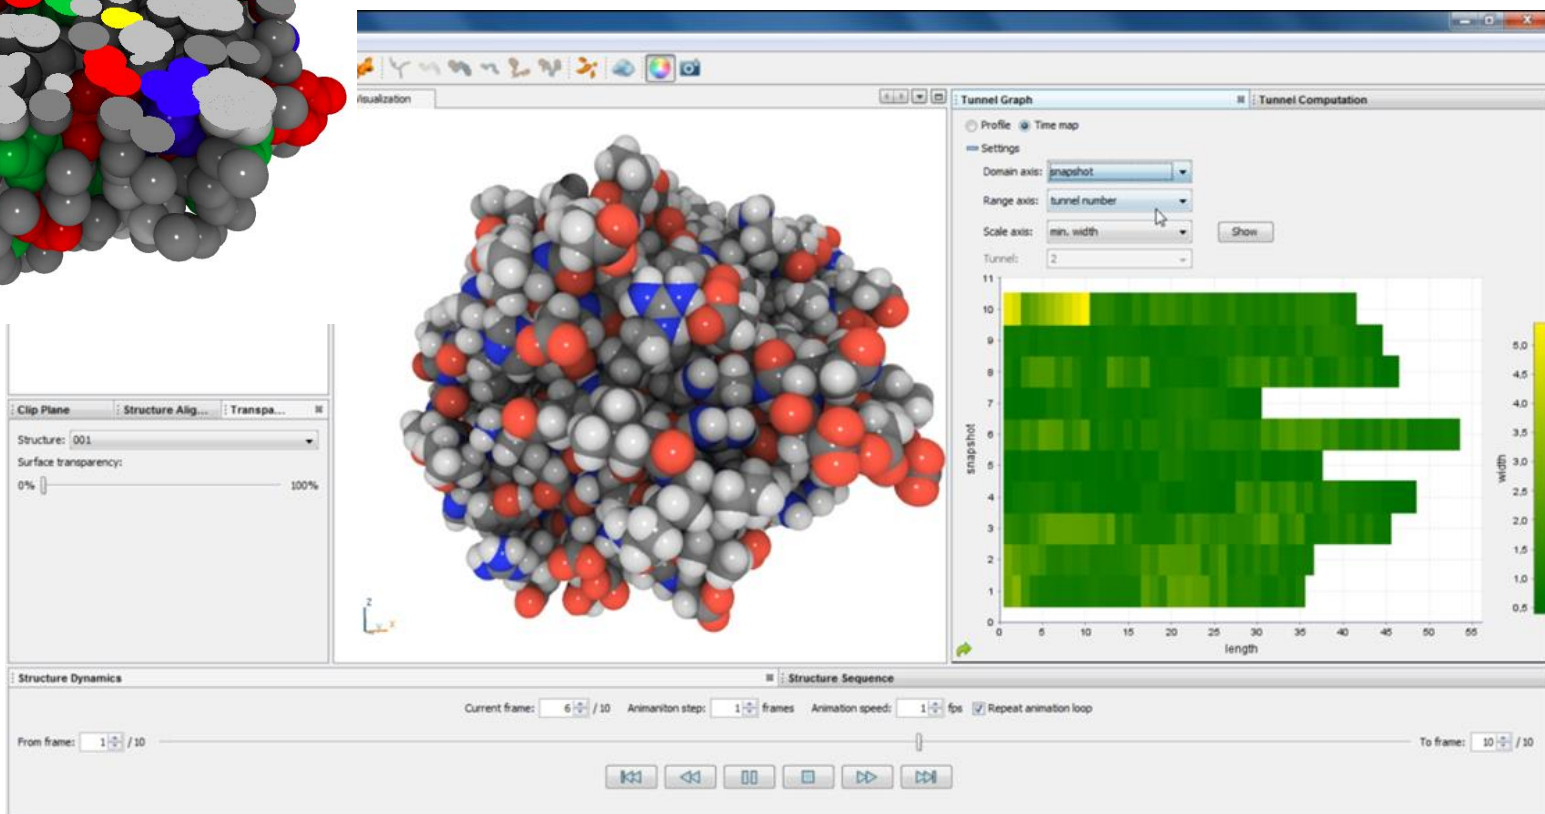 isualization
Tunnel Graph
Tunnel Computation
Profile Time map
Settings
Domain axis: snapshot
Range axis: tunnel number
Scale axis: min. width Show
Tunnel: 2
11
10
9
8
7
6
5
4
3
2
1
0
snapshot
0 5 10 15 20 25 30 35 40 45 50 55
length
5,0
4,5
4,0
3,5
3,0
2,5
2,0
1,5
1,0
0,5
width
Clip Plane Structure Alig... Transpa...
Structure: 001
Surface transparency:
0% 100%
z
y x
Structure Dynamics
Structure Sequence
Current frame: 6 / 10 Animaniton step: 1 frames Animation speed: 1 fps Repeat animation loop
From frame: 1 / 10
To frame: 10 / 10